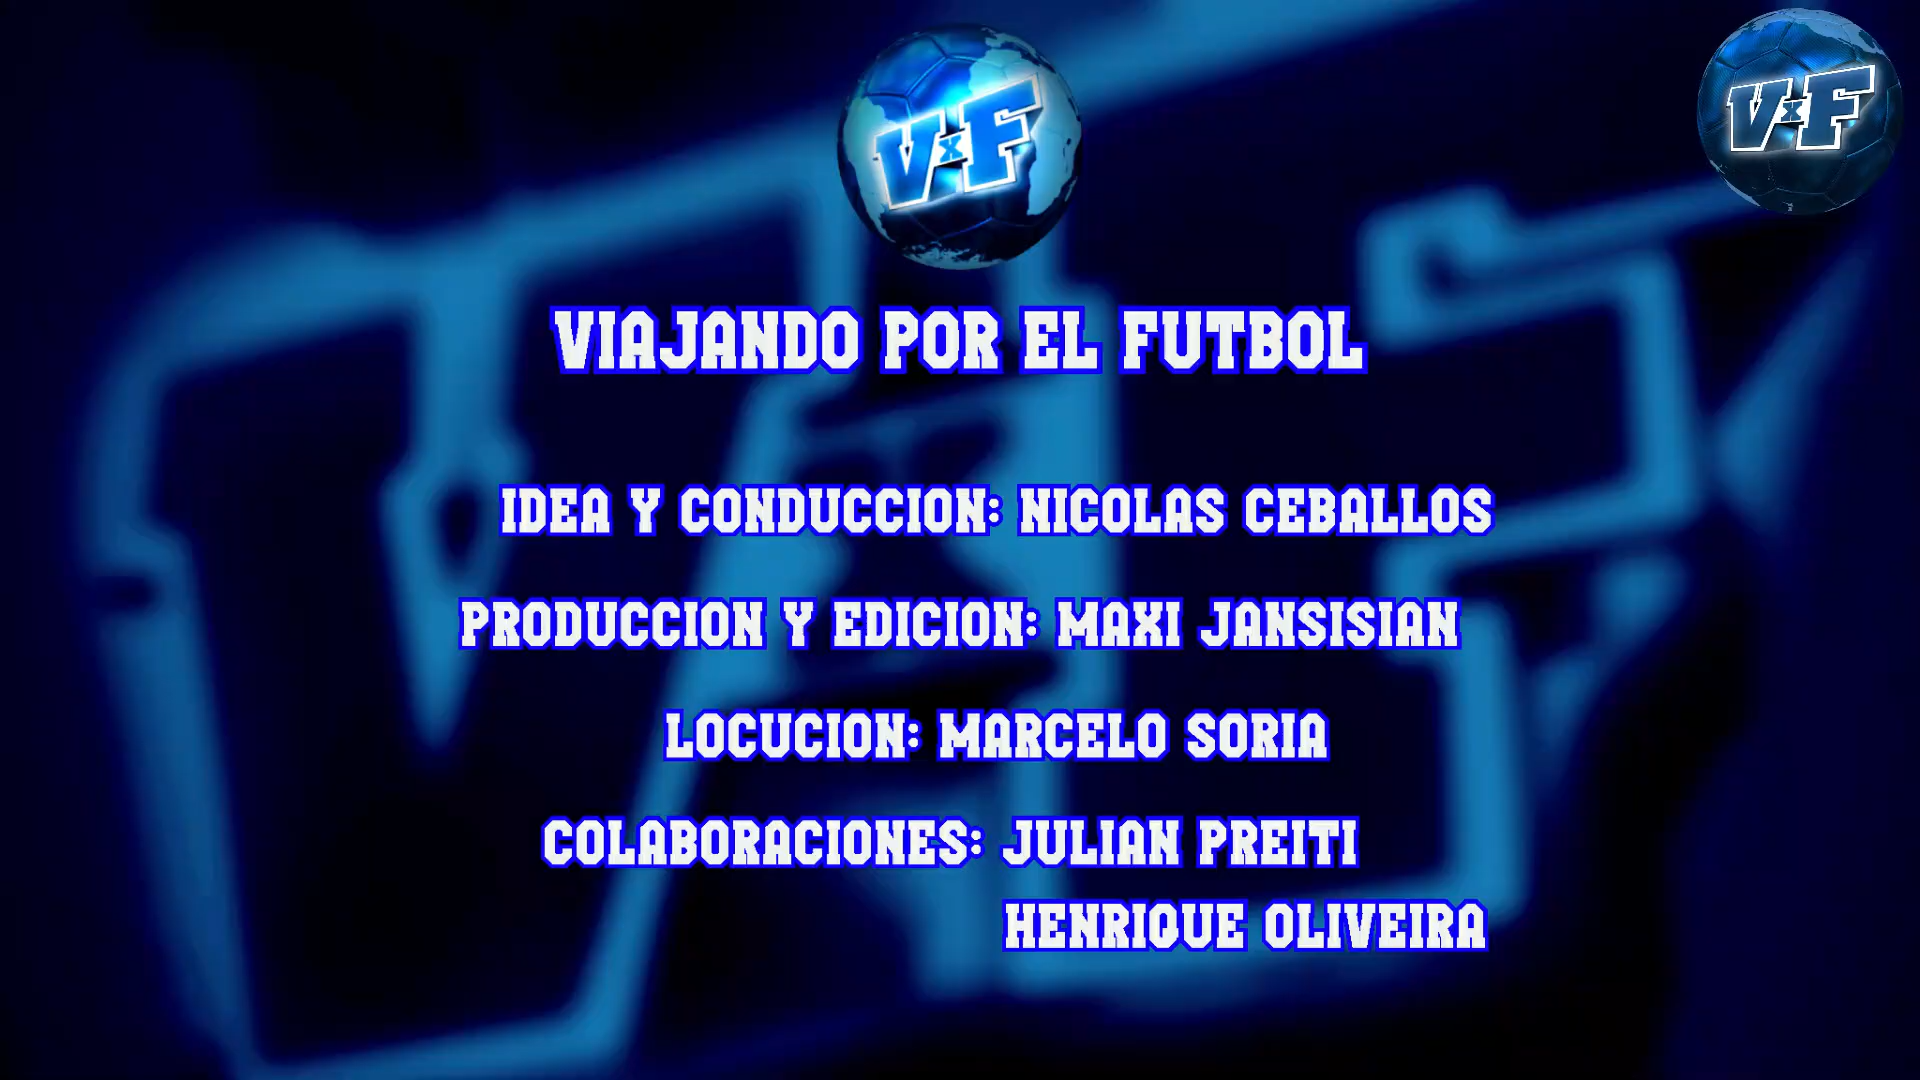 VxF
VxF
VIAJANDO POR EL FUTBOL
IDEA Y CONDUCCION: NICOLAS CEBALLOS
PRODUCCION Y EDICION: MAXI JANSISIAN
LOCUCION: MARCELO SORIA
COLABORACIONES: JULIAN PREITI
HENRIQUE OLIVEIRA